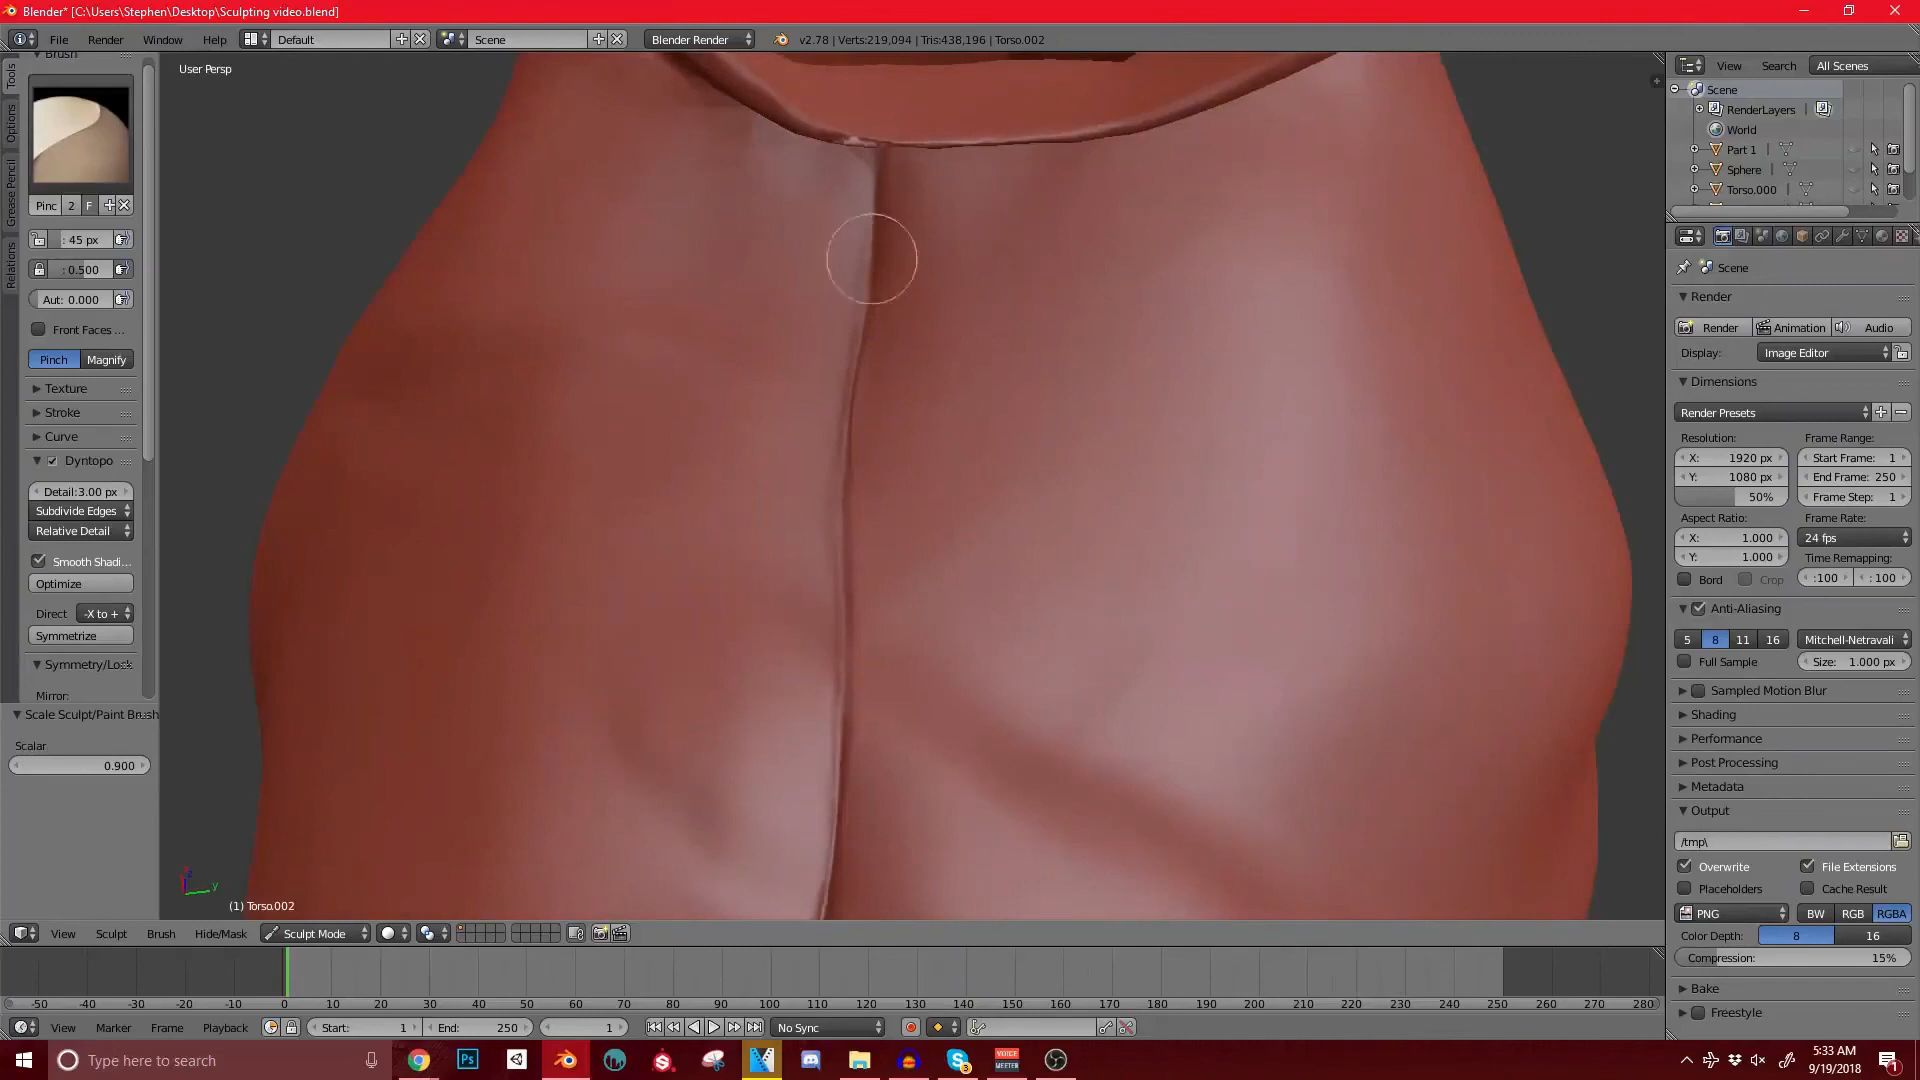 Blender* [C:\Users\Stephen\Desktop\Sculpting video.blend]
File Render Window Help Default Scene Blender Render v2.78 | Verts:219,094 | Tris:438,196 | Torso.002
Brush
Tools
Options
Grease Pencil
Relations
Pinc 2 F
: 45 px
: 0.500
Aut: 0.000
Front Faces ...
Pinch Magnify
Texture
Stroke
Curve
Dyntopo
Detail:3.00 px
Subdivide Edges
Relative Detail
Smooth Shadi...
Optimize
Direct -X to +
Symmetrize
Symmetry/Lock
Mirror:
Scale Sculpt/Paint Brush
Scalar
0.900
User Persp
z
y
(1) Torso.002
View Sculpt Brush Hide/Mask Sculpt Mode
View Search All Scenes
Scene
RenderLayers |
World
Part 1 |
Sphere |
Torso.000 |
Scene
Render
Render Animation Audio
Display: Image Editor
Dimensions
Render Presets
Resolution: Frame Range:
X: 1920 px Start Frame: 1
Y: 1080 px End Frame: 250
50% Frame Step: 1
Aspect Ratio: Frame Rate:
X: 1.000 24 fps
Y: 1.000 Time Remapping:
Bord Crop :100 : 100
Anti-Aliasing
5 8 11 16 Mitchell-Netravali
Full Sample Size: 1.000 px
Sampled Motion Blur
Shading
Performance
Post Processing
Metadata
Output
/tmp\
Overwrite File Extensions
Placeholders Cache Result
PNG BW RGB RGBA
Color Depth: 8 16
Compression: 15%
Bake
Freestyle
-50 -40 -30 -20 -10 0 10 20 30 40 50 60 70 80 90 100 110 120 130 140 150 160 170 180 190 200 210 220 230 240 250 260 270 280
View Marker Frame Playback Start: 1 End: 250 1 No Sync
Type here to search
Ps
VOICE
MEETER
3
5:33 AM
9/19/2018
1